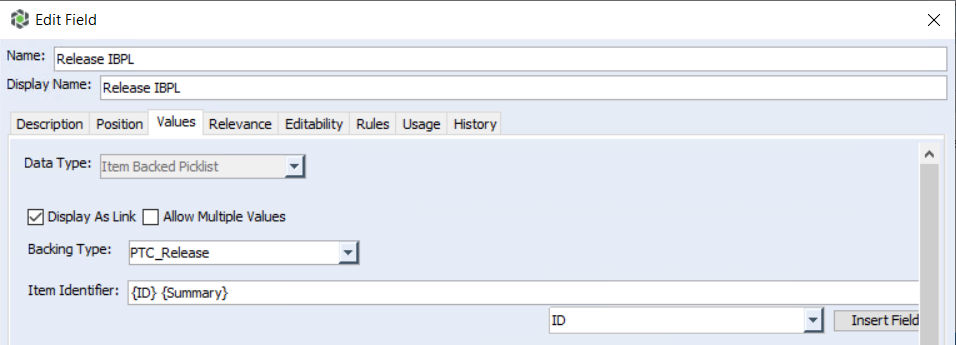 Edit Field
Name: Release IBPL
Display Name: Release IBPL
Description Position Values Relevance Editability Rules Usage History
Data Type: Item Backed Picklist
Display As Link Allow Multiple Values
Backing Type: PTC_Release
Item Identifier: {ID} {Summary}
ID Insert Field